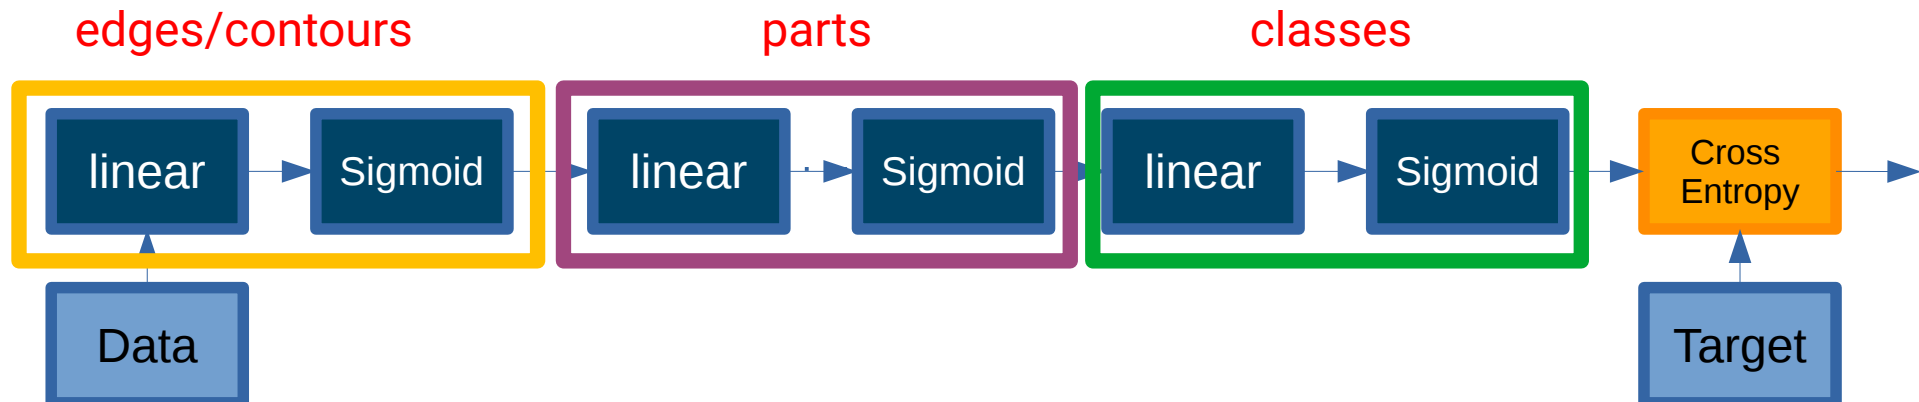 edges/contours
parts
classes
linear
Sigmoid
linear
Sigmoid
linear
Sigmoid
Cross
Entropy
Data
Target